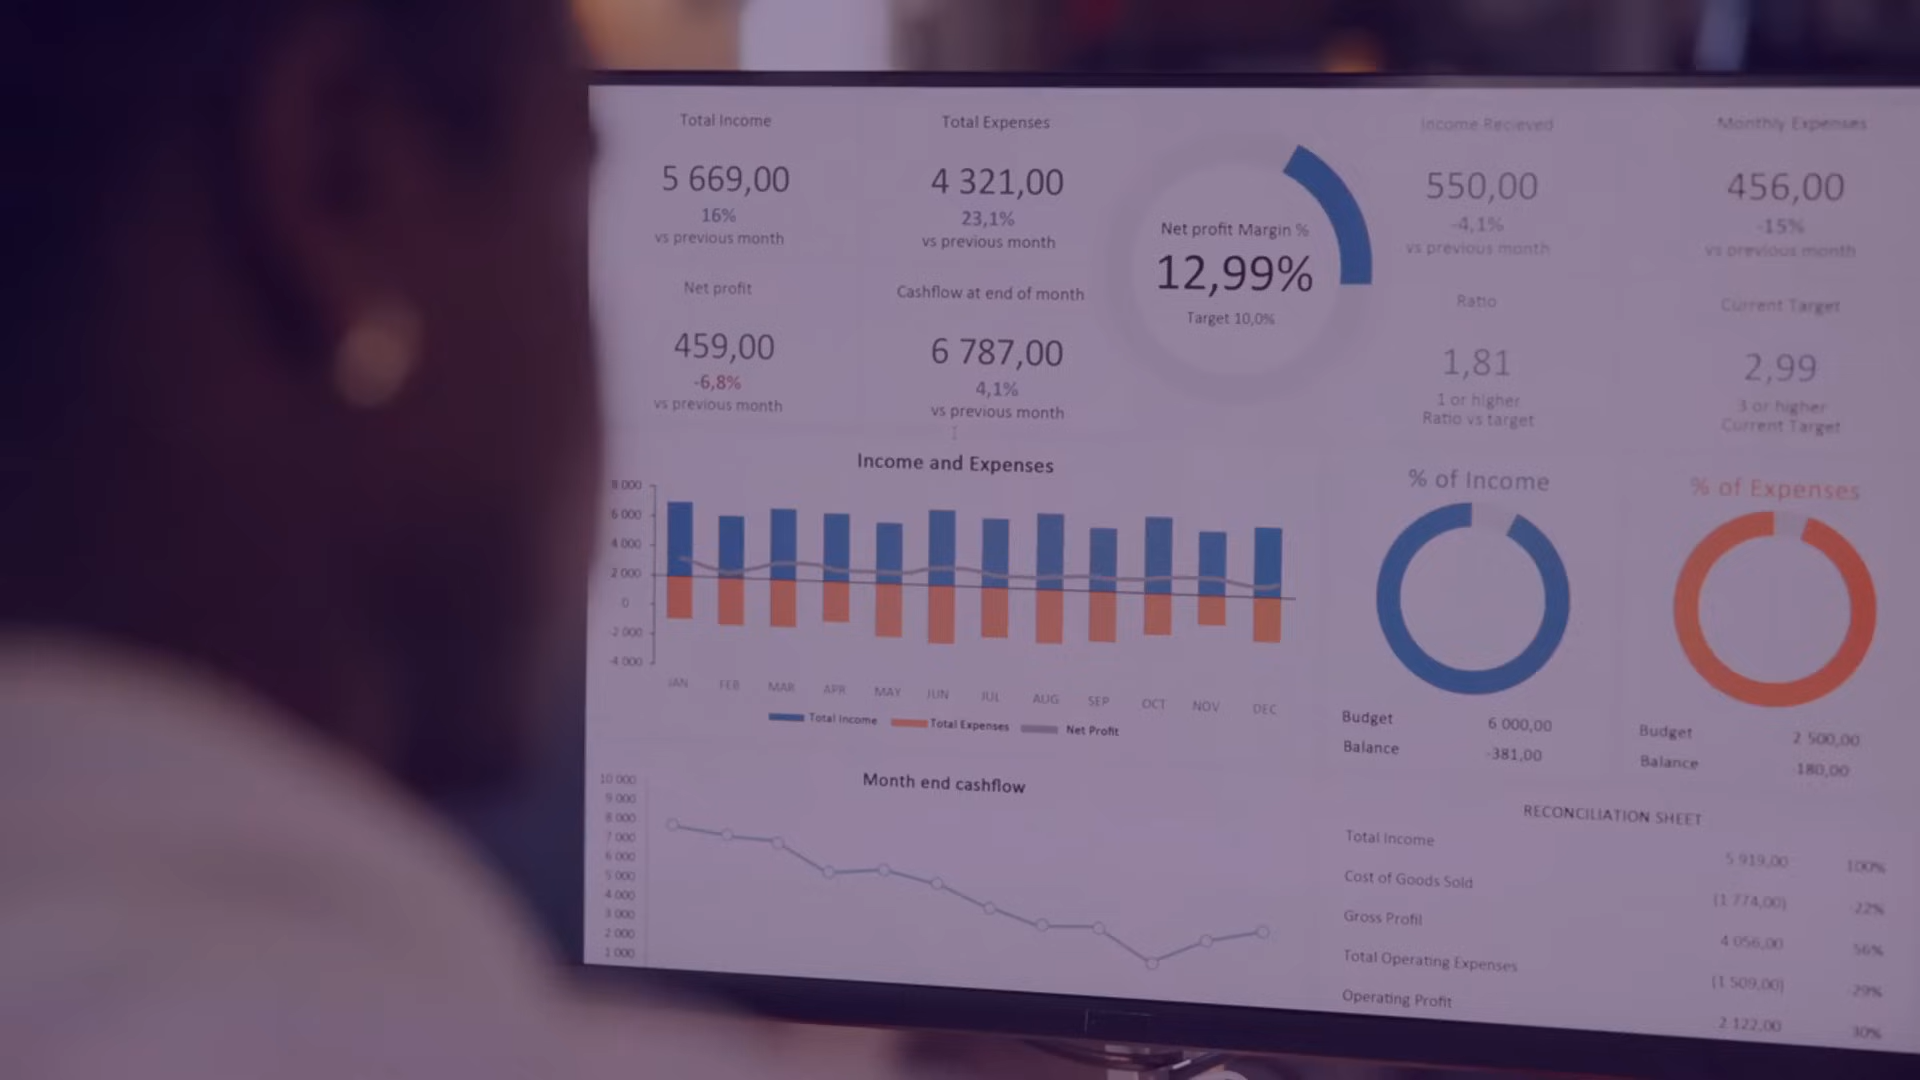 Total Income
5 669,00
16%
vs previous month
Total Expenses
4 321,00
23,1%
vs previous month
Net profit Margin %
12,99%
Target 10,0%
Income Recieved
550,00
-4,1%
vs previous month
Monthly Expenses
456,00
-15%
vs previous month
Net profit
459,00
-6,8%
vs previous month
Cashflow at end of month
6 787,00
4,1%
vs previous month
Ratio
1,81
1 or higher
Ratio vs target
Current Target
2,99
3 or higher
Current Target
Income and Expenses
8 000
6 000
4 000
2 000
0
-2 000
-4 000
JAN FEB MAR APR MAY JUN JUL AUG SEP OCT NOV DEC
Total Income Total Expenses Net Profit
% of Income
Budget 6 000,00
Balance -381,00
% of Expenses
Budget 2 500,00
Balance 180,00
Month end cashflow
10 000
9 000
8 000
7 000
6 000
5 000
4 000
3 000
2 000
1 000
RECONCILIATION SHEET
Total Income 5 919,00 100%
Cost of Goods Sold (1 774,00) 22%
Gross Profit 4 056,00 56%
Total Operating Expenses (1 509,00) 29%
Operating Profit 2 122,00 30%